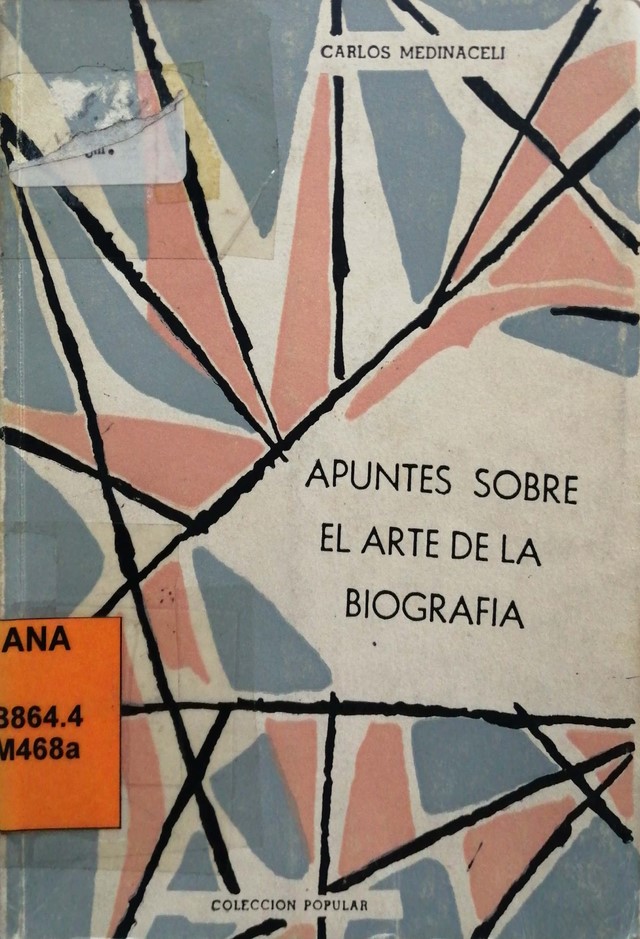 CARLOS MEDINACELI
APUNTES SOBRE
EL ARTE DE LA
BIOGRAFIA
ANA
3864.4
M468a
COLECCION POPULAR